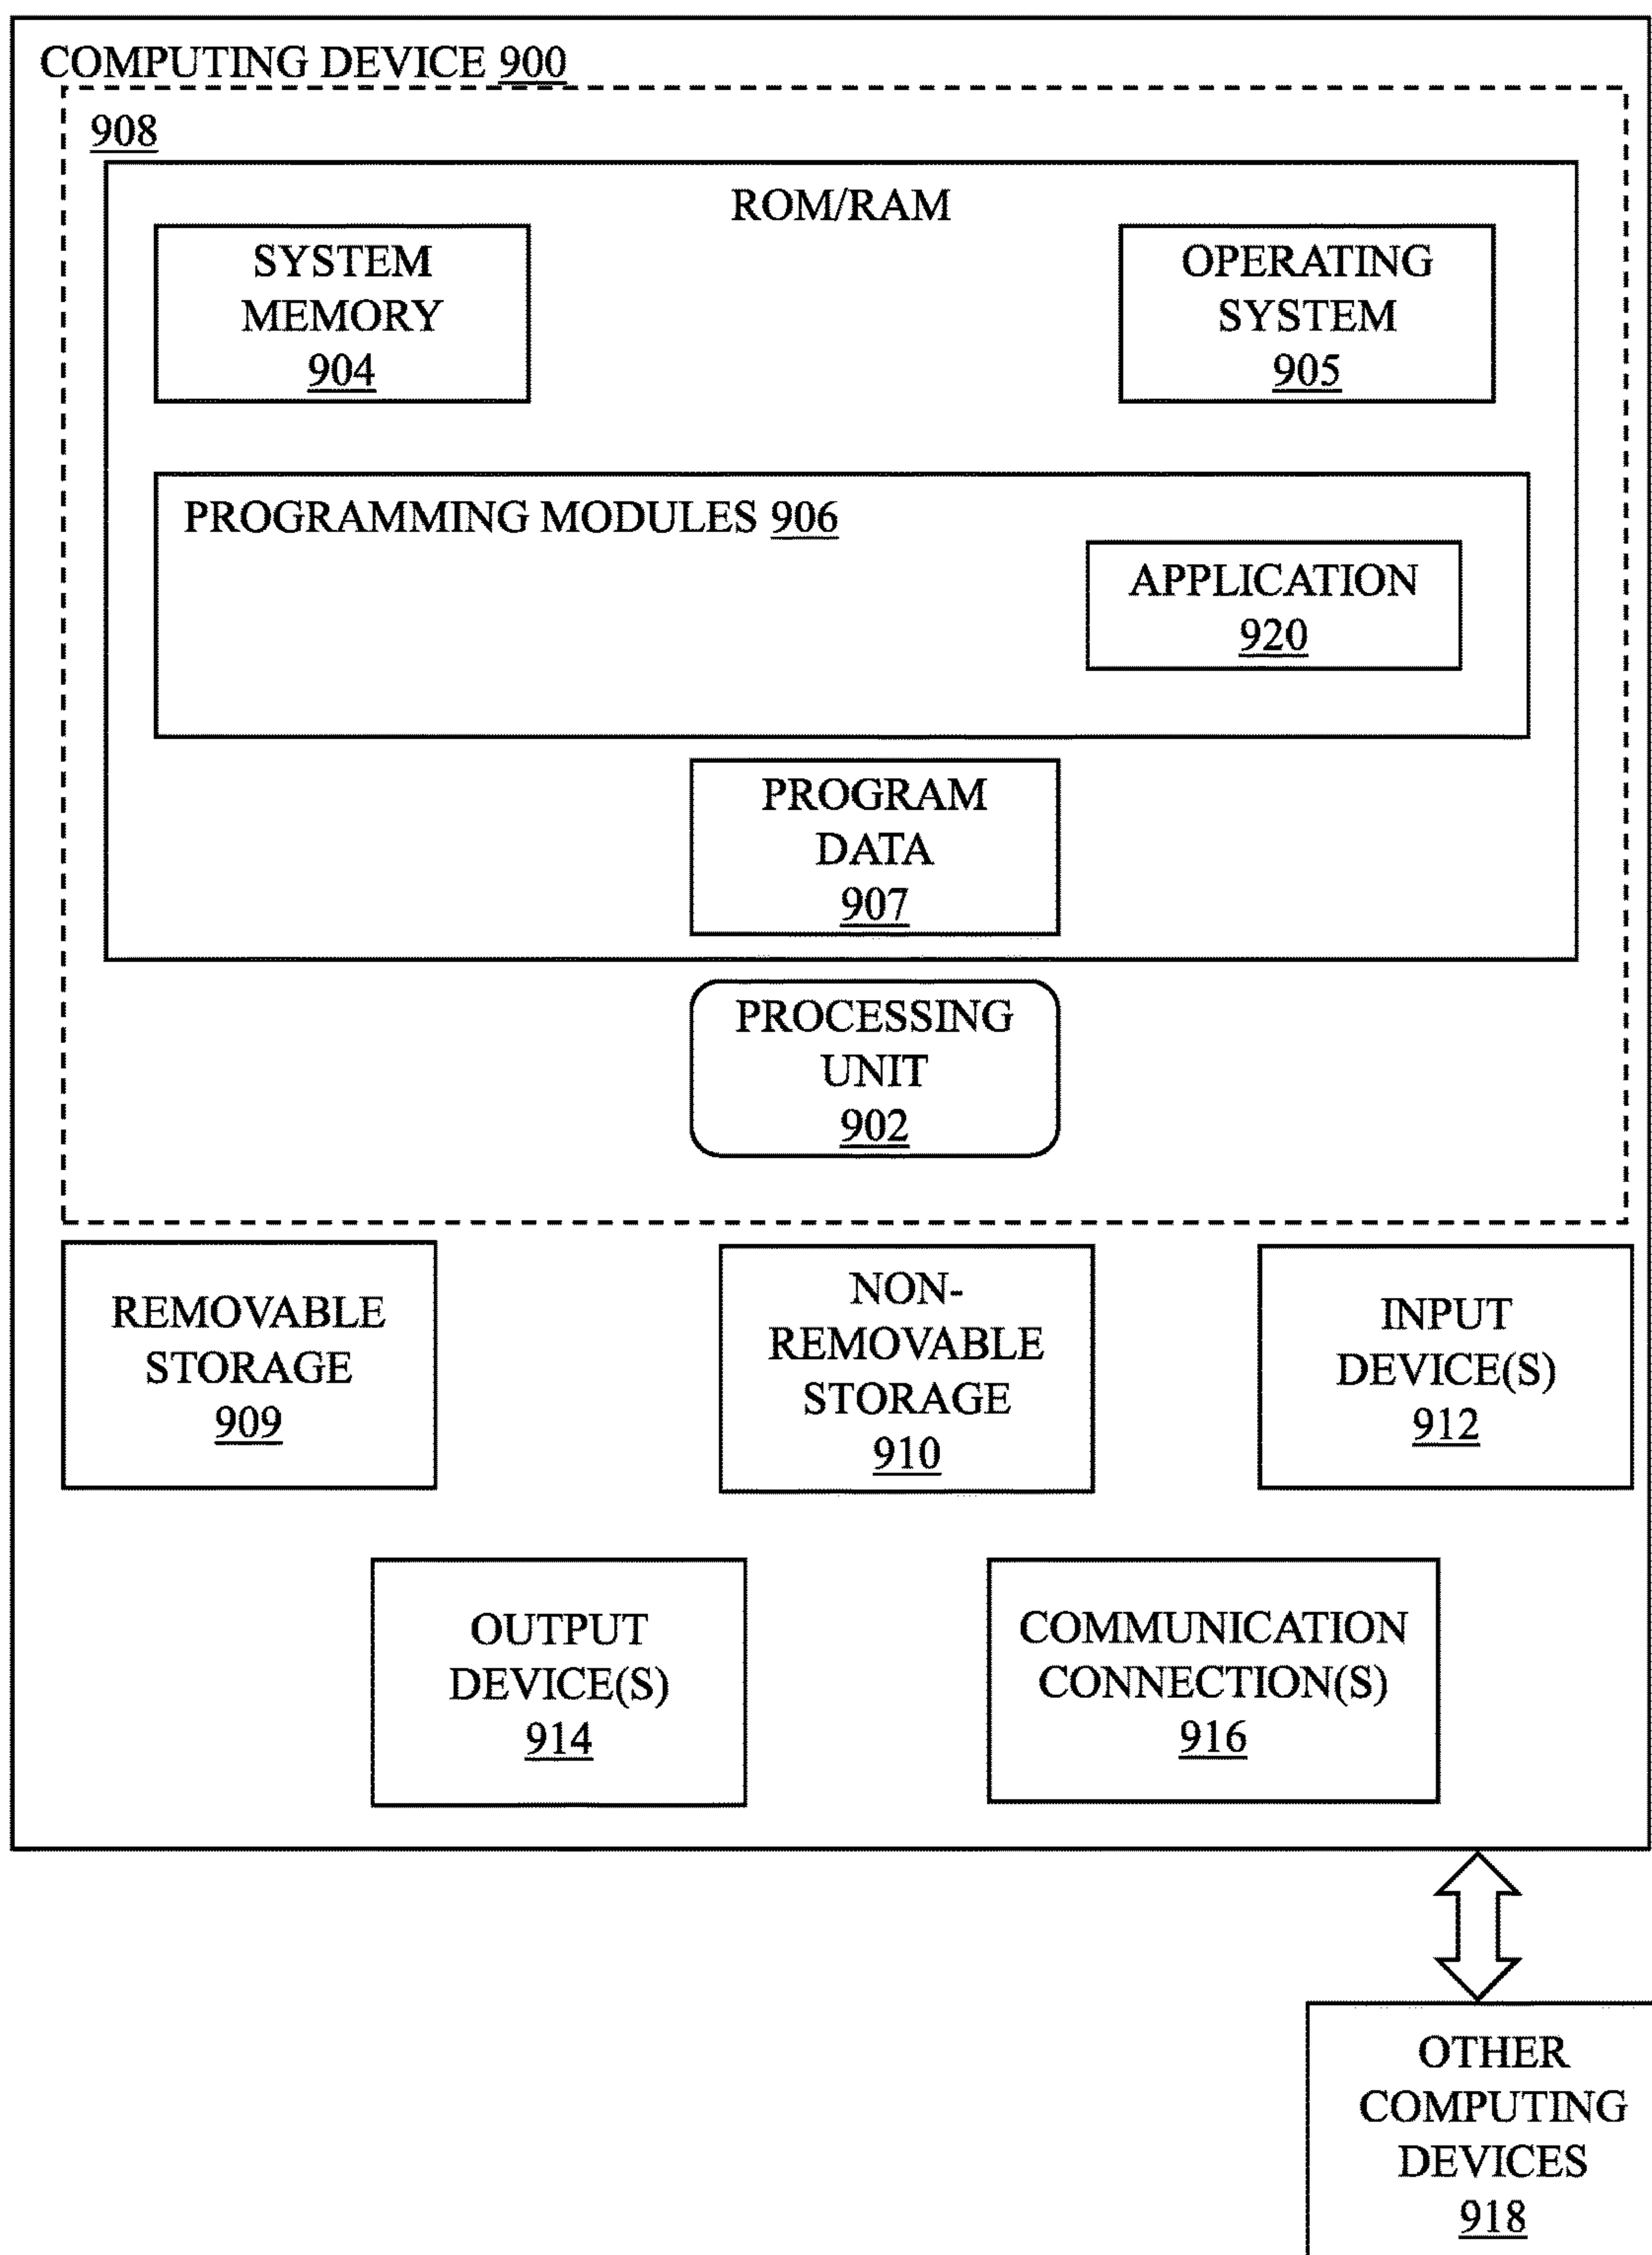 COMPUTING DEVICE 900
908
ROM/RAM
SYSTEM
MEMORY
904
OPERATING
SYSTEM
905
PROGRAMMING MODULES 906
APPLICATION
920
PROGRAM
DATA
907
PROCESSING
UNIT
902
REMOVABLE
STORAGE
909
NON-
REMOVABLE
STORAGE
910
INPUT
DEVICE(S)
912
OUTPUT
DEVICE(S)
914
COMMUNICATION
CONNECTION(S)
916
OTHER
COMPUTING
DEVICES
918